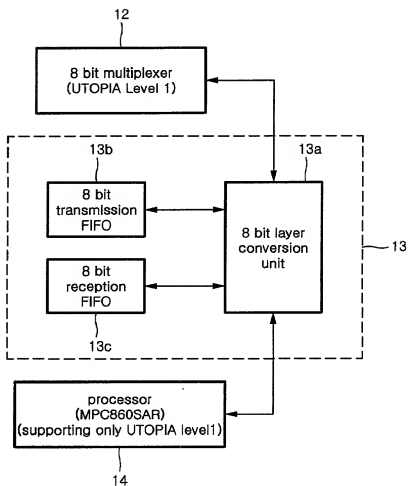 12
8 bit multiplexer
(UTOPIA Level 1)
13b
13a
8 bit
transmission
FIFO
8 bit layer
conversion
unit
13
8 bit
reception
FIFO
13c
processor
(MPC860SAR)
(supporting only UTOPIA level1)
14